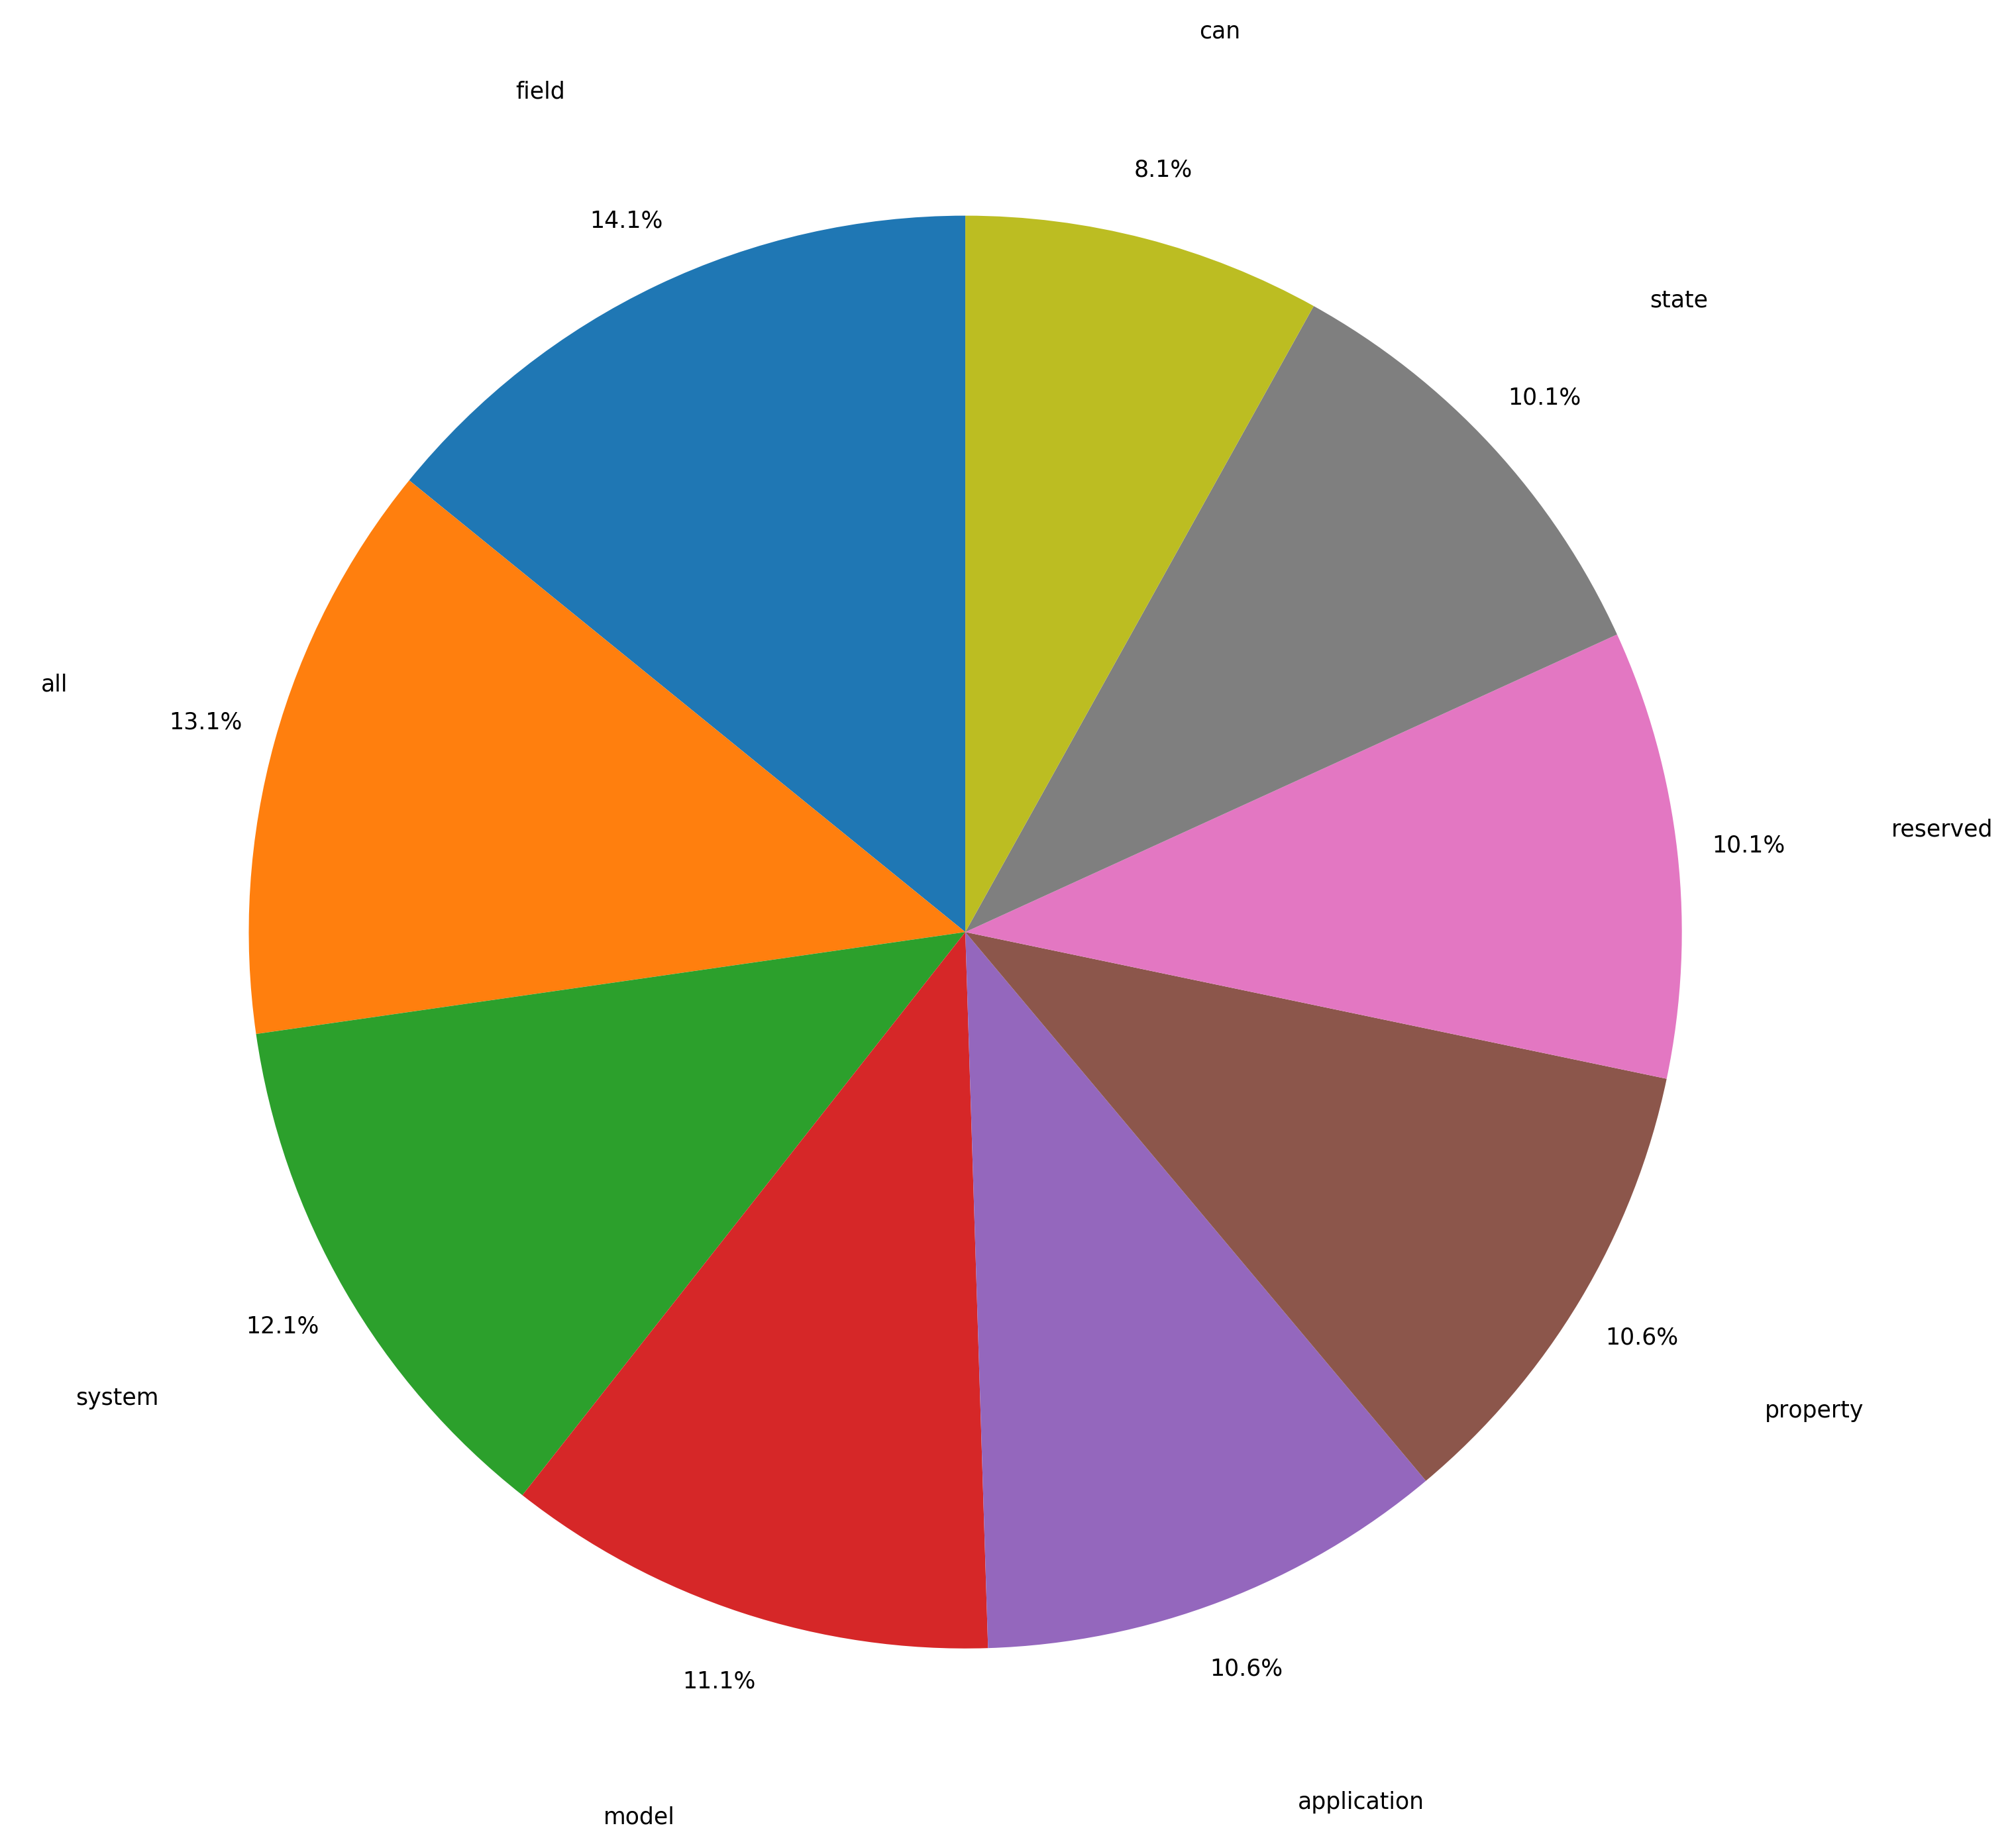 can
field
8.1%
14.1%
state
10.1%
all
13.1%
reserved
10.1%
12.1%
10.6%
system
property
11.1%
10.6%
model
application